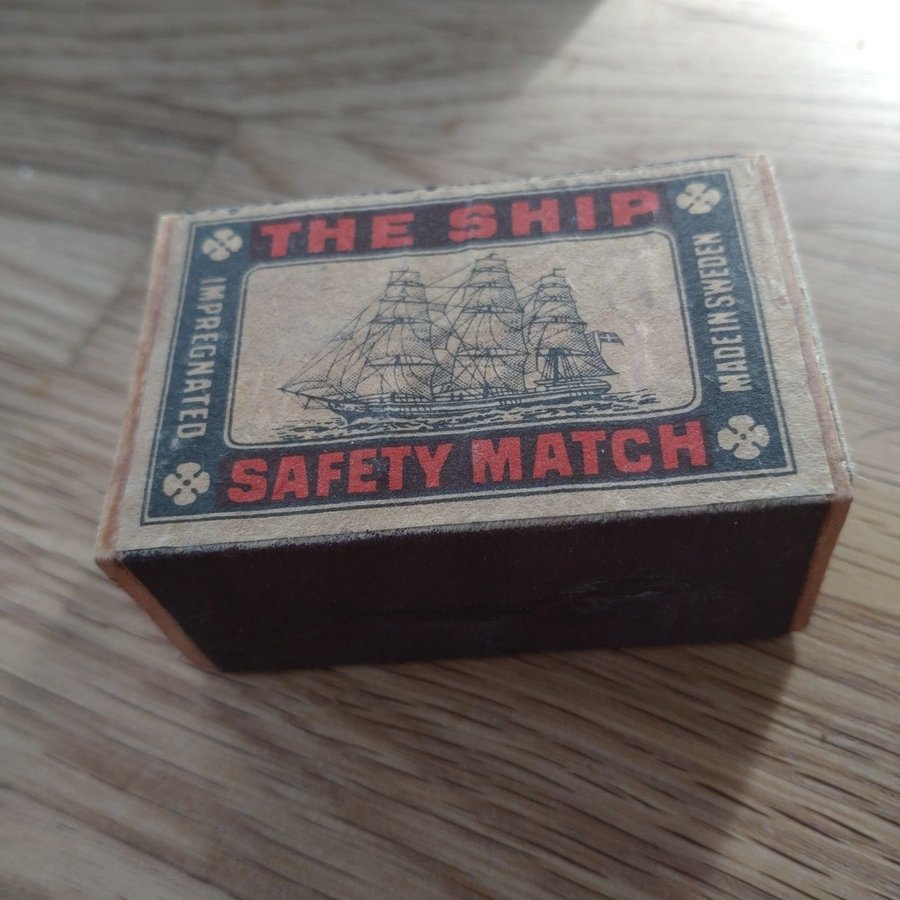 THE SHIP
IMPREGNATED
MADE IN SWEDEN
SAFETY MATCH